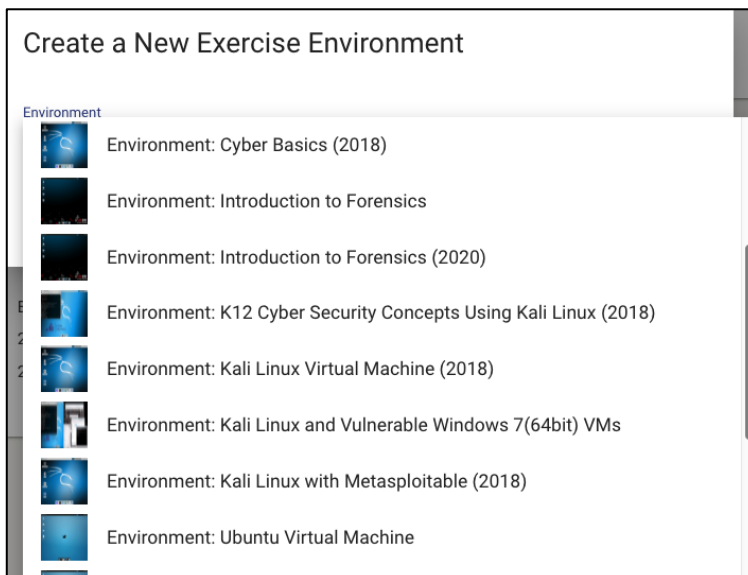 Create a New Exercise Environment
Environment
Environment: Cyber Basics (2018)
Environment: Introduction to Forensics
Environment: Introduction to Forensics (2020)
Environment: K12 Cyber Security Concepts Using Kali Linux (2018)
Environment: Kali Linux Virtual Machine (2018)
Environment: Kali Linux and Vulnerable Windows 7(64bit) VMs
Environment: Kali Linux with Metasploitable (2018)
Environment: Ubuntu Virtual Machine